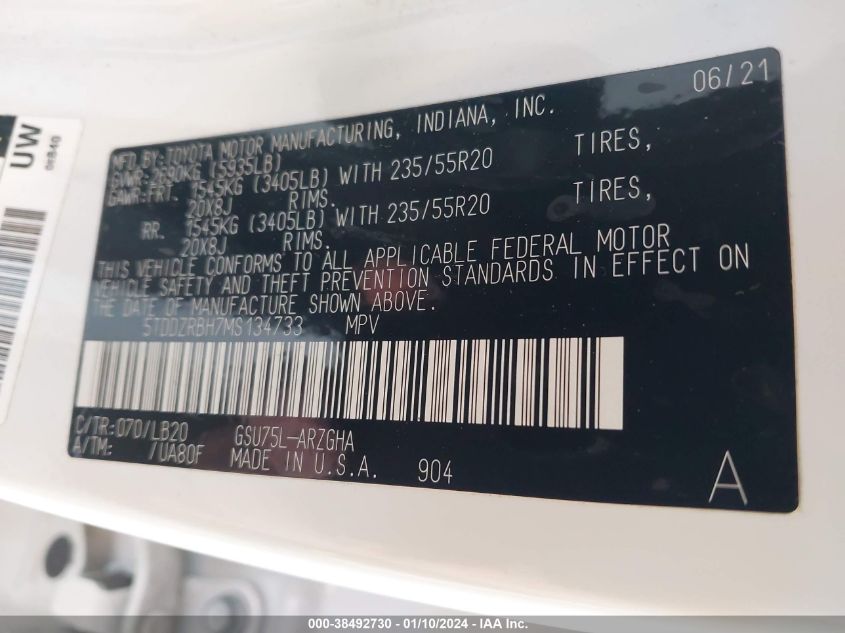 06/21
MFD.BY:TOYOTA MOTOR MANUFACTURING, INDIANA, INC.
GVWR:2690KG (5935LB)
GAWR:FRT. 1545KG (3405LB) WITH 235/55R20 TIRES,
20X8J RIMS.
RR. 1545KG (3405LB) WITH 235/55R20 TIRES,
20X8J RIMS.
THIS VEHICLE CONFORMS TO ALL APPLICABLE FEDERAL MOTOR
VEHICLE SAFETY AND THEFT PREVENTION STANDARDS IN EFFECT ON
THE DATE OF MANUFACTURE SHOWN ABOVE.
5TDDZRBH7MS134733 MPV
C/TR:070/LB20 GSU75L-ARZGHA
A/TM: /UA80F MADE IN U.S.A. 904
A
UW
000-38492730 - 01/10/2024 - IAA Inc.